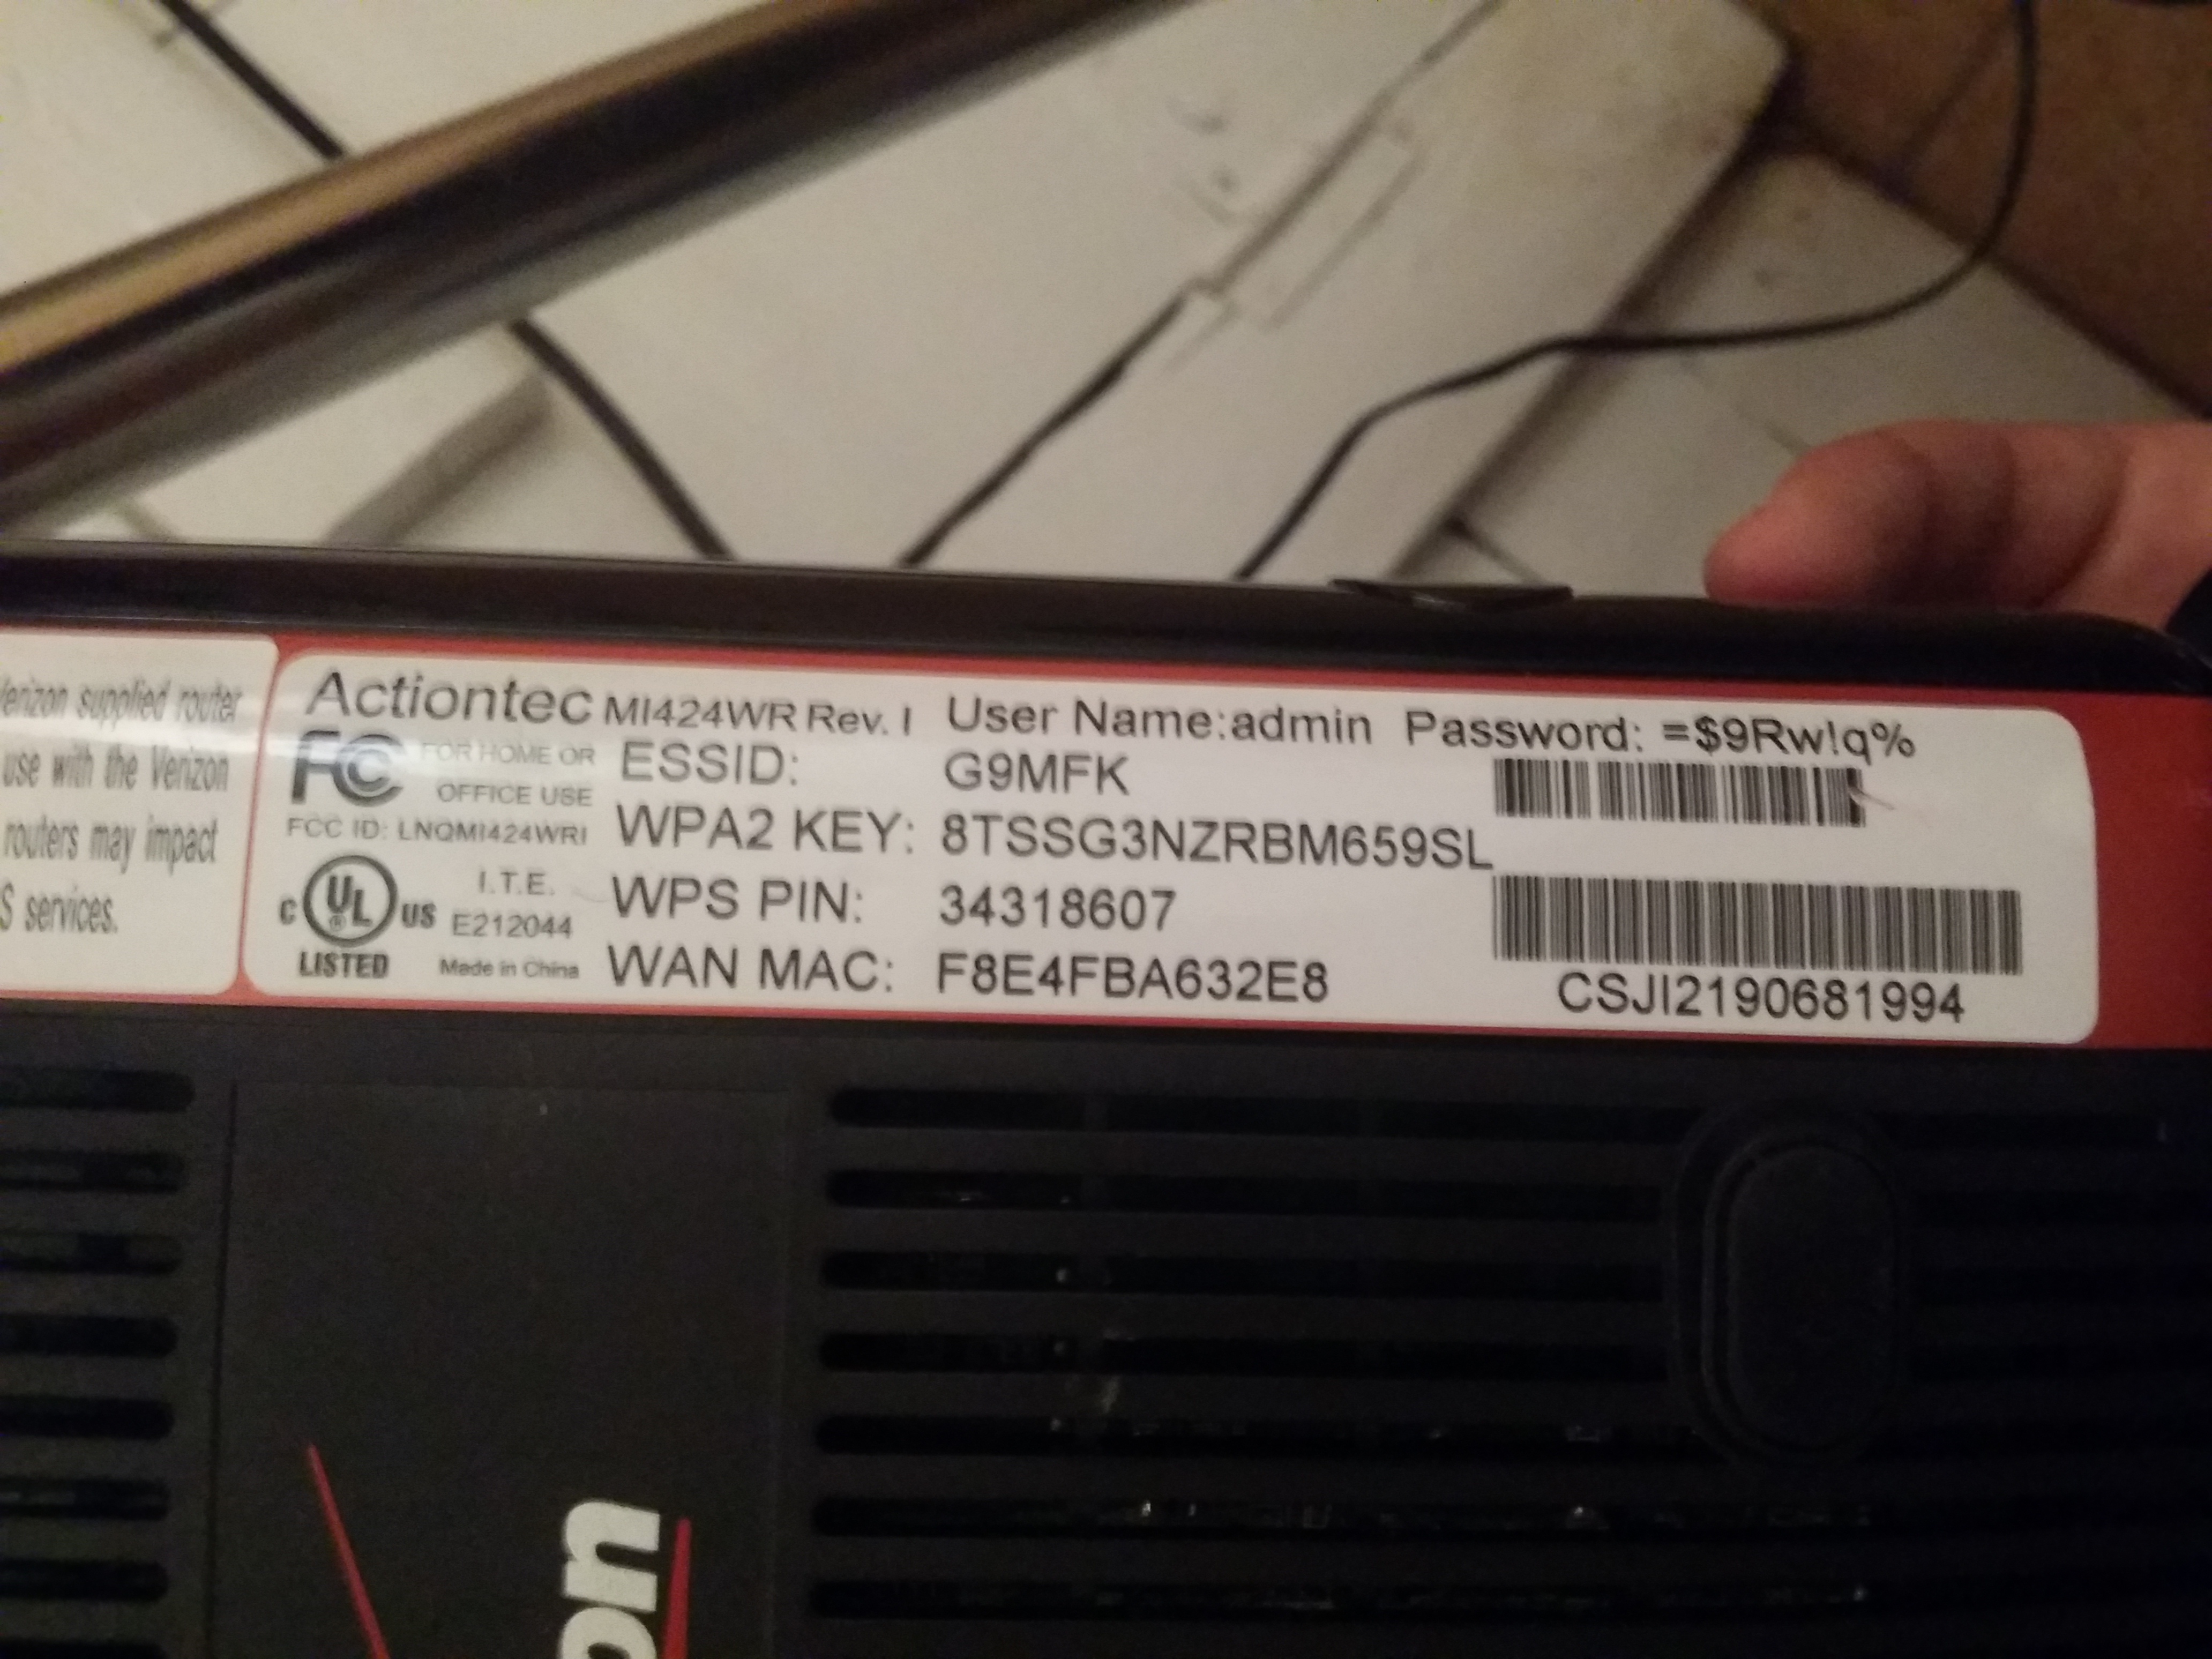 Verizon supplied router
use with the Verizon
routers may impact
S services.
Actiontec MI424WR Rev. I User Name:admin Password: =$9Rw!q%
FC FOR HOME OR
OFFICE USE
ESSID: G9MFK
FCC ID: LNQMI424WRI
WPA2 KEY: 8TSSG3NZRBM659SL
C UL ® US I.T.E.
E212044
LISTED
WPS PIN: 34318607
Made in China
WAN MAC: F8E4FBA632E8
CSJI2190681994
on